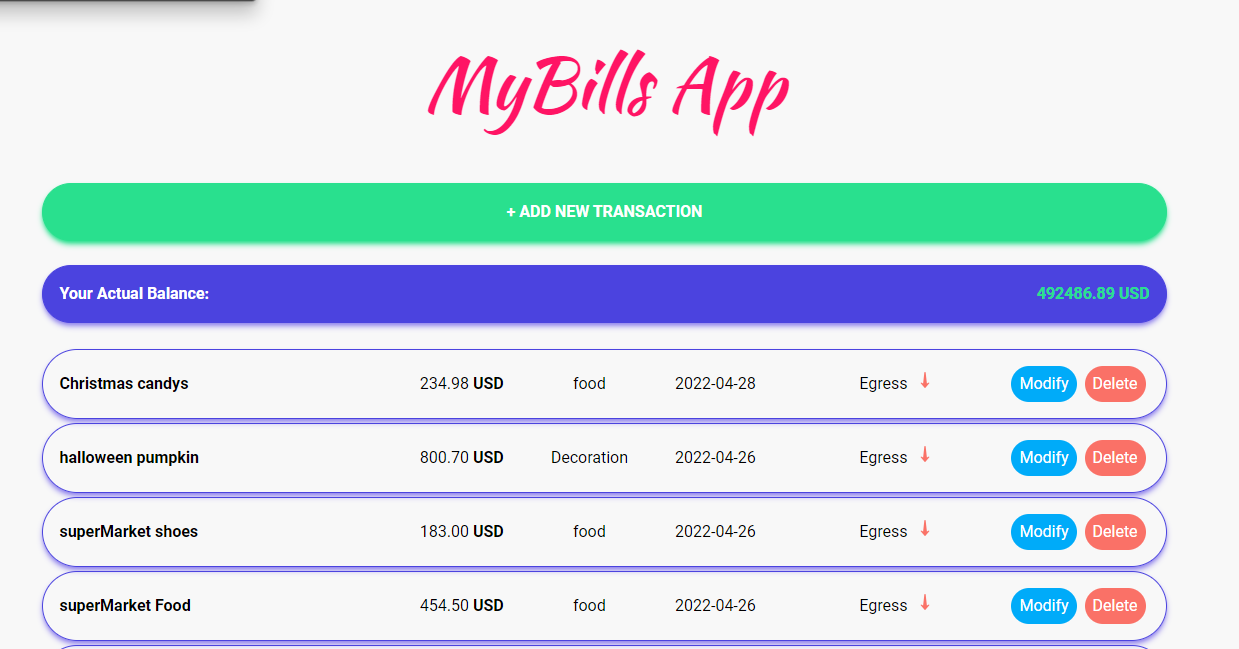 MyBills App
+ ADD NEW TRANSACTION
Your Actual Balance: 492486.89 USD
Christmas candys 234.98 USD food 2022-04-28 Egress Modify Delete
halloween pumpkin 800.70 USD Decoration 2022-04-26 Egress Modify Delete
superMarket shoes 183.00 USD food 2022-04-26 Egress Modify Delete
superMarket Food 454.50 USD food 2022-04-26 Egress Modify Delete